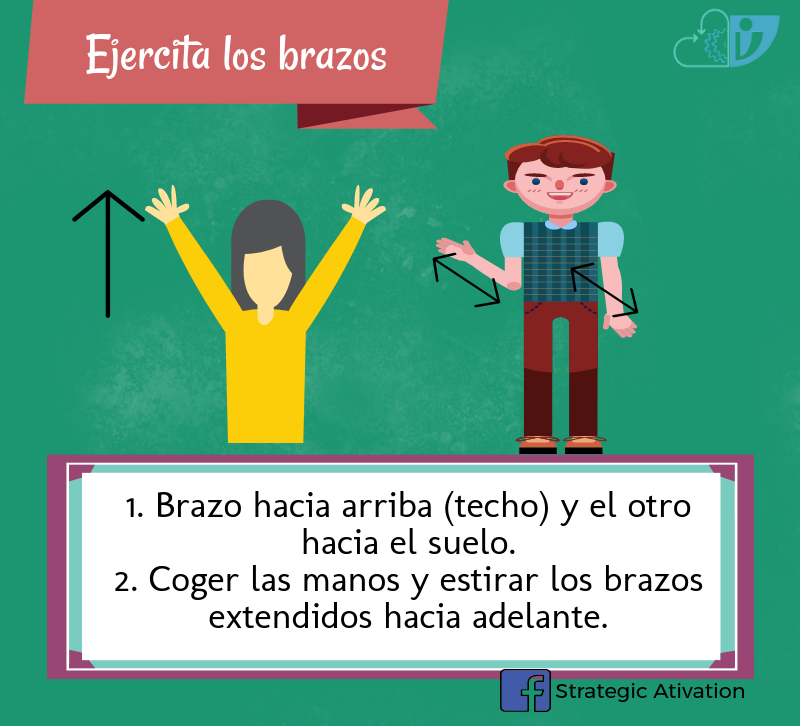 Ejercita los brazos
1. Brazo hacia arriba (techo) y el otro
hacia el suelo.
2. Coger las manos y estirar los brazos
extendidos hacia adelante.
Strategic Ativation